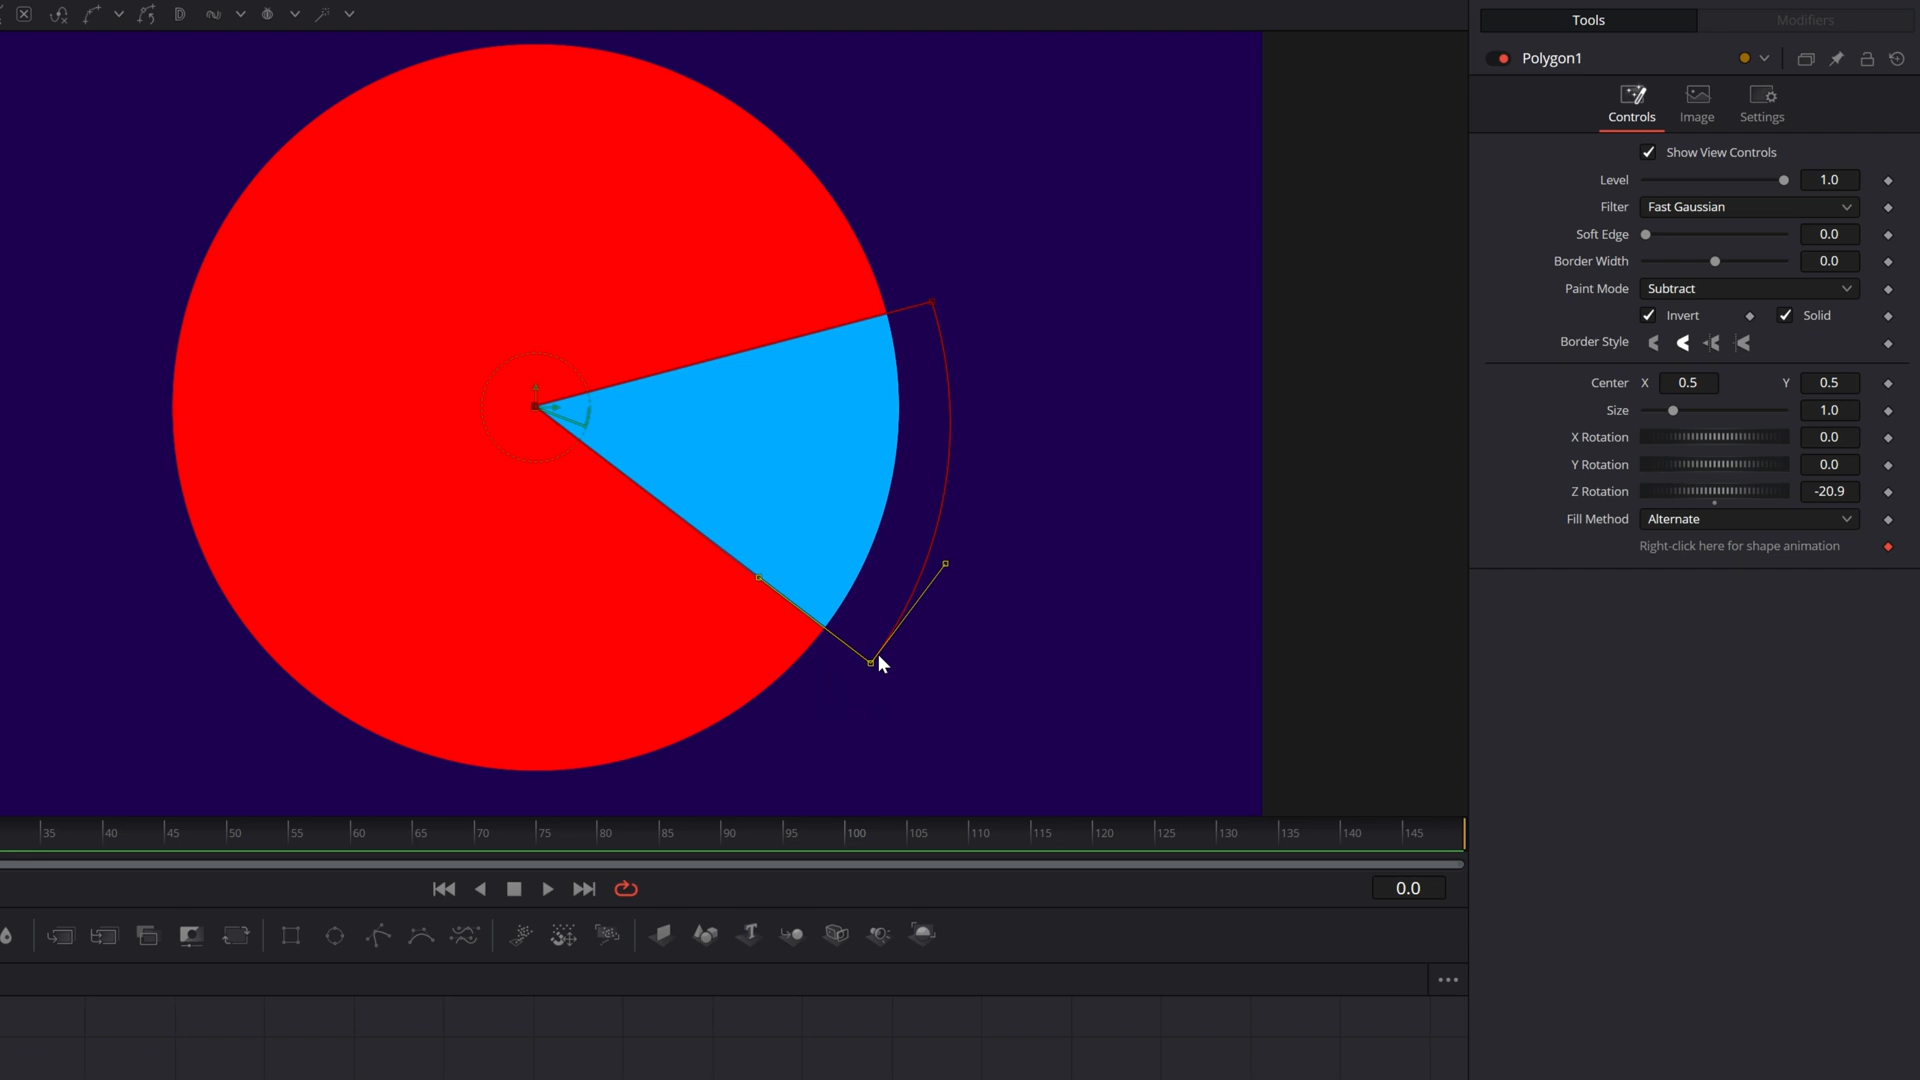 Tools
Modifiers
Polygon1
Controls
Image
Settings
Show View Controls
Level 1.0
Filter Fast Gaussian
Soft Edge 0.0
Border Width 0.0
Paint Mode Subtract
Invert Solid
Border Style
Center X 0.5 Y 0.5
Size 1.0
X Rotation 0.0
Y Rotation 0.0
Z Rotation -20.9
Fill Method Alternate
Right-click here for shape animation
35 40 45 50 55 60 65 70 75 80 85 90 95 100 105 110 115 120 125 130 135 140 145
0.0